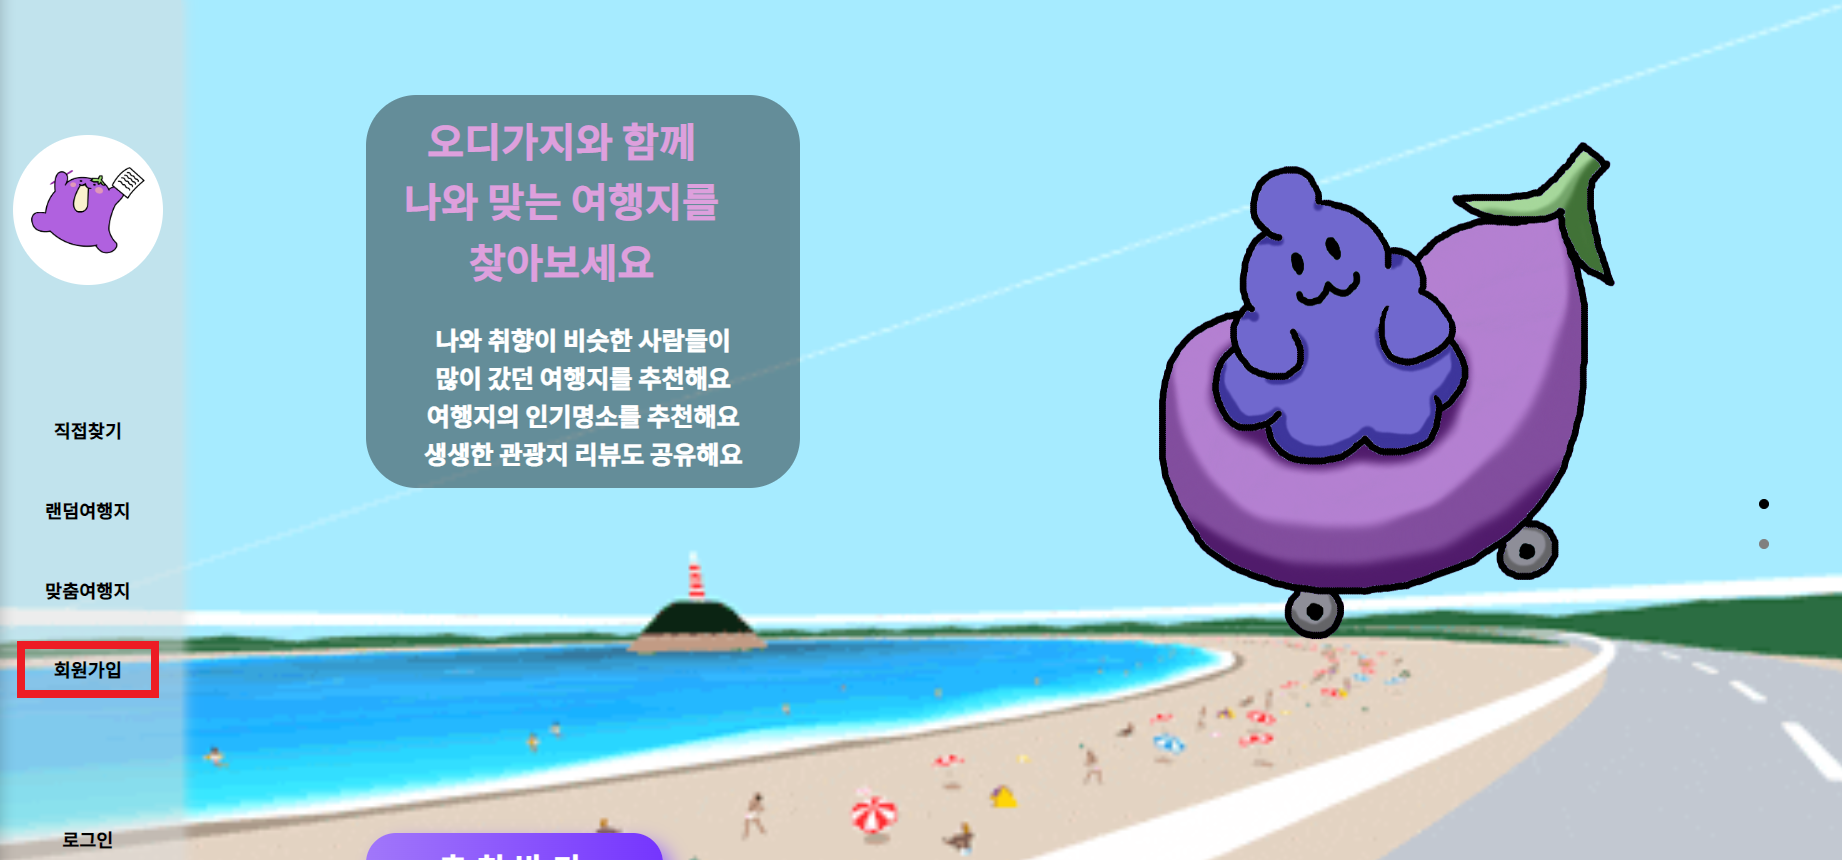 오디가지와 함께
나와 맞는 여행지를
찾아보세요
나와 취향이 비슷한 사람들이
많이 갔던 여행지를 추천해요
여행지의 인기명소를 추천해요
생생한 관광지 리뷰도 공유해요
직접찾기
랜덤여행지
맞춤여행지
회원가입
로그인